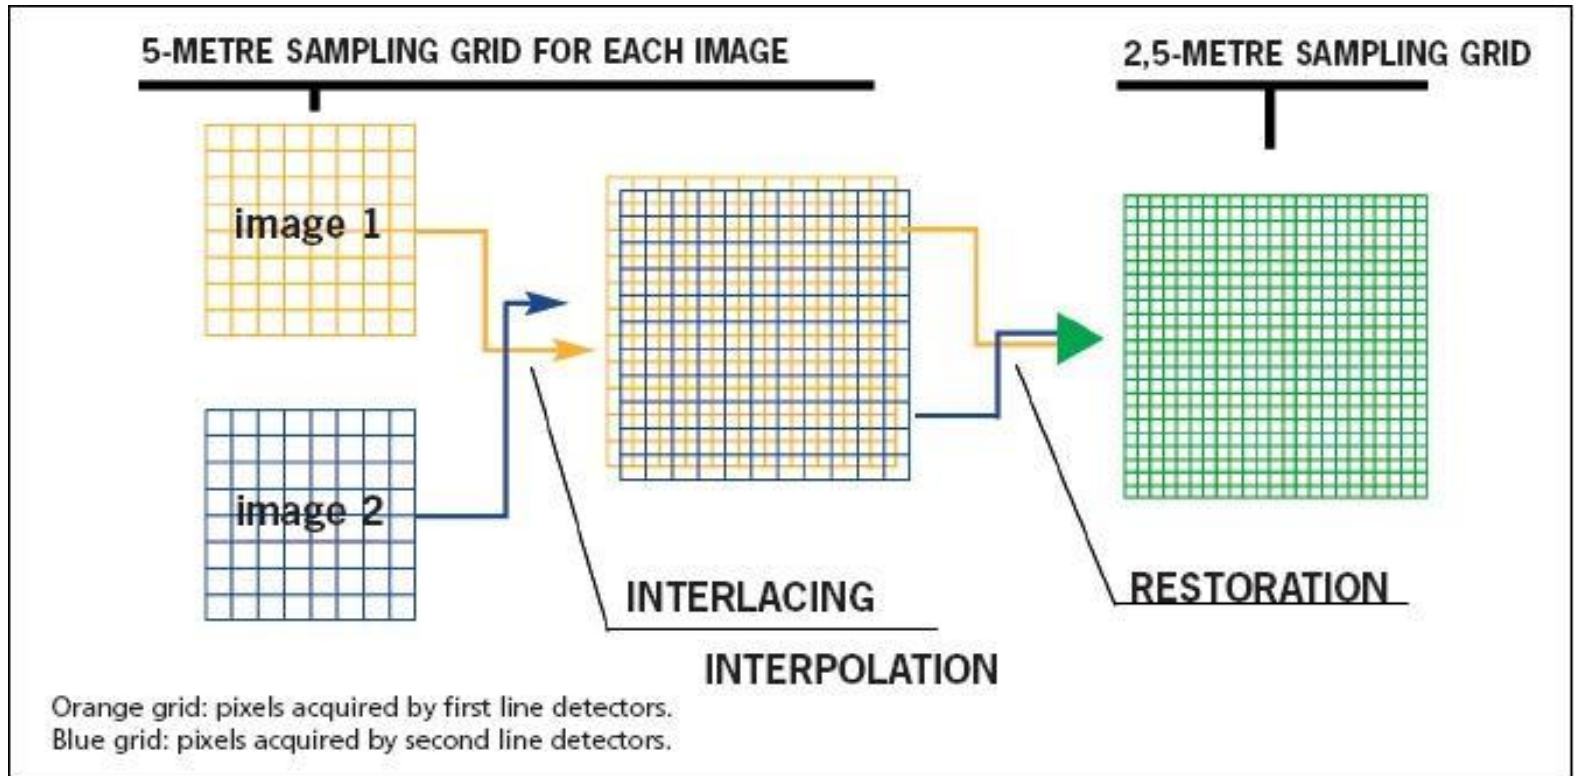 5-METRE SAMPLING GRID FOR EACH IMAGE
2,5-METRE SAMPLING GRID
image 1
image 2
INTERLACING
INTERPOLATION
RESTORATION
Orange grid: pixels acquired by first line detectors.
Blue grid: pixels acquired by second line detectors.